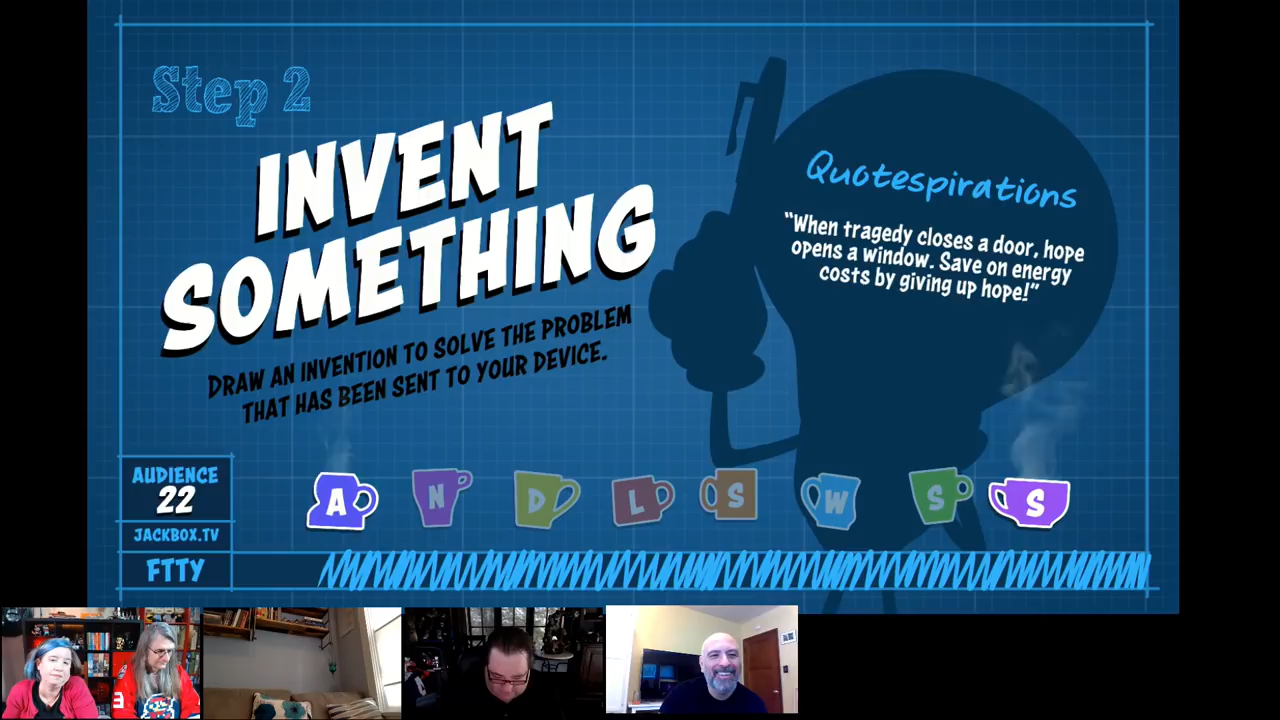 Step 2
INVENT
SOMETHING
DRAW AN INVENTION TO SOLVE THE PROBLEM
THAT HAS BEEN SENT TO YOUR DEVICE.
Quotespirations
“When tragedy closes a door, hope
opens a window. Save on energy
costs by giving up hope!”
AUDIENCE
22
JACKBOX.TV
FTTY
A N D L S W S S